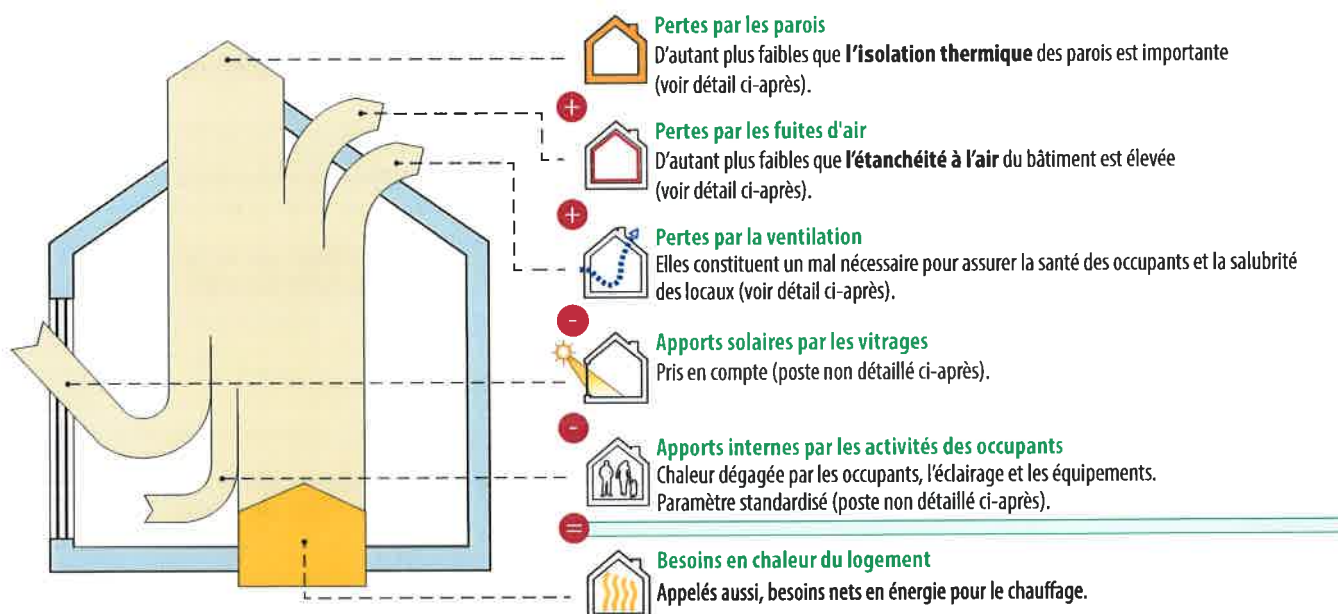 Pertes par les parois
D'autant plus faibles que l'isolation thermique des parois est importante
(voir détail ci-après).
+
Pertes par les fuites d'air
D'autant plus faibles que l'étanchéité à l'air du bâtiment est élevée
(voir détail ci-après).
+
Pertes par la ventilation
Elles constituent un mal nécessaire pour assurer la santé des occupants et la salubrité
des locaux (voir détail ci-après).
-
Apports solaires par les vitrages
Pris en compte (poste non détaillé ci-après).
-
Apports internes par les activités des occupants
Chaleur dégagée par les occupants, l'éclairage et les équipements.
Paramètre standardisé (poste non détaillé ci-après).
=
Besoins en chaleur du logement
Appelés aussi, besoins nets en énergie pour le chauffage.